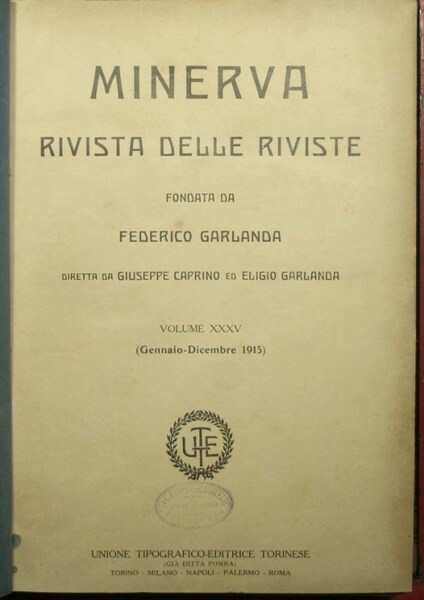 MINERVA
RIVISTA DELLE RIVISTE
FONDATA DA
FEDERICO GARLANDA
DIRETTA DA GIUSEPPE CAPRINO ED ELIGIO GARLANDA
VOLUME XXXV
(Gennaio-Dicembre 1915)
UTET
UNIONE TIPOGRAFICO-EDITRICE TORINESE
(GIÀ DITTA POMBA)
TORINO - MILANO - NAPOLI - PALERMO - ROMA